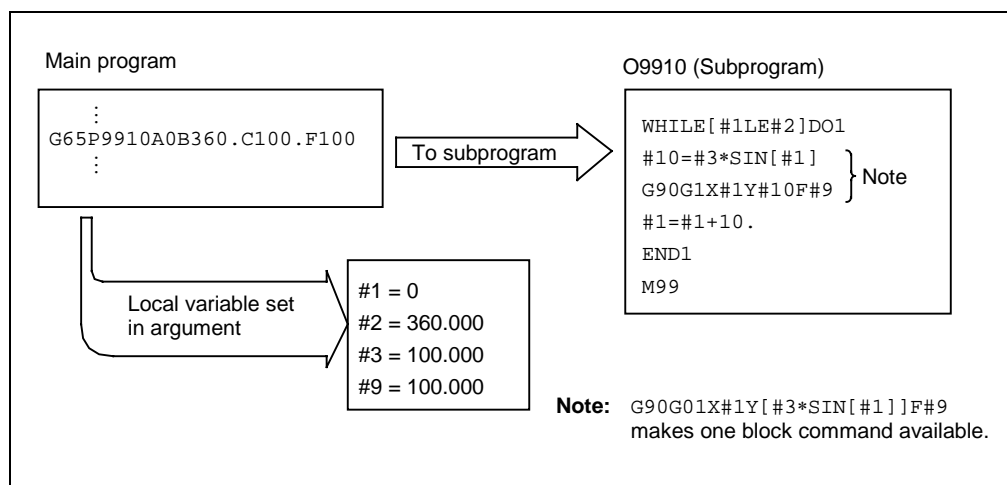 Main program
⋮
G65P9910A0B360.C100.F100
⋮
To subprogram
O9910 (Subprogram)
WHILE[#1LE#2]DO1
#10=#3*SIN[#1]
G90G1X#1Y#10F#9
Note
#1=#1+10.
END1
M99
Local variable set
in argument
#1 = 0
#2 = 360.000
#3 = 100.000
#9 = 100.000
Note: G90G01X#1Y[#3*SIN[#1]]F#9
makes one block command available.